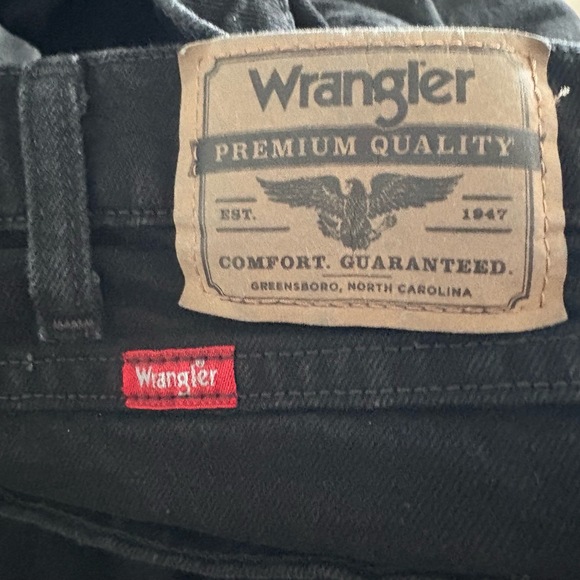 Wrangler
PREMIUM QUALITY
EST. 1947
COMFORT. GUARANTEED.
GREENSBORO, NORTH CAROLINA
Wrangler